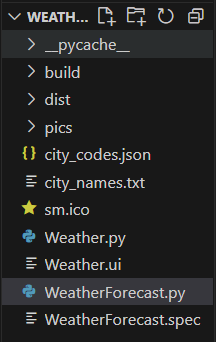 WEATH...
__pycache__
build
dist
pics
city_codes.json
city_names.txt
sm.ico
Weather.py
Weather.ui
WeatherForecast.py
WeatherForecast.spec